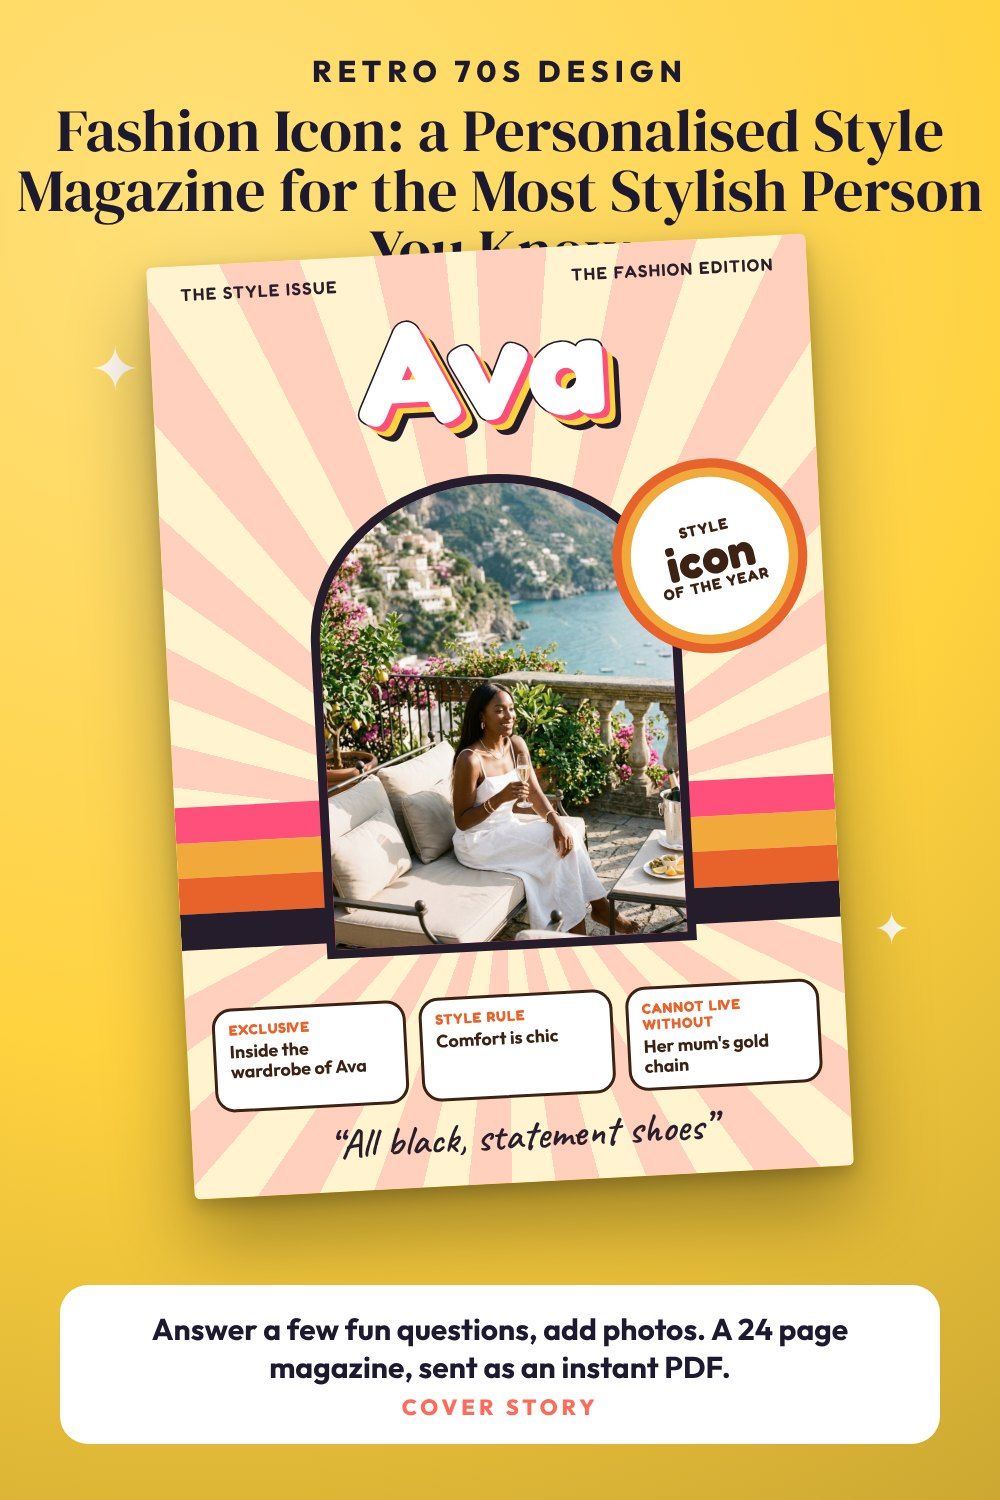 RETRO 70S DESIGN
Fashion Icon: a Personalised Style
Magazine for the Most Stylish Person
You Know
THE STYLE ISSUE
THE FASHION EDITION
Ava
STYLE
icon
OF THE YEAR
EXCLUSIVE
Inside the
wardrobe of Ava
STYLE RULE
Comfort is chic
CANNOT LIVE
WITHOUT
Her mum's gold
chain
“All black, statement shoes”
Answer a few fun questions, add photos. A 24 page
magazine, sent as an instant PDF.
COVER STORY